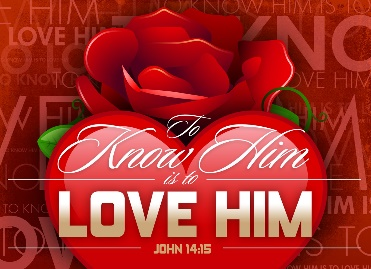 To
Know Him
is to
LOVE HIM
JOHN 14:15